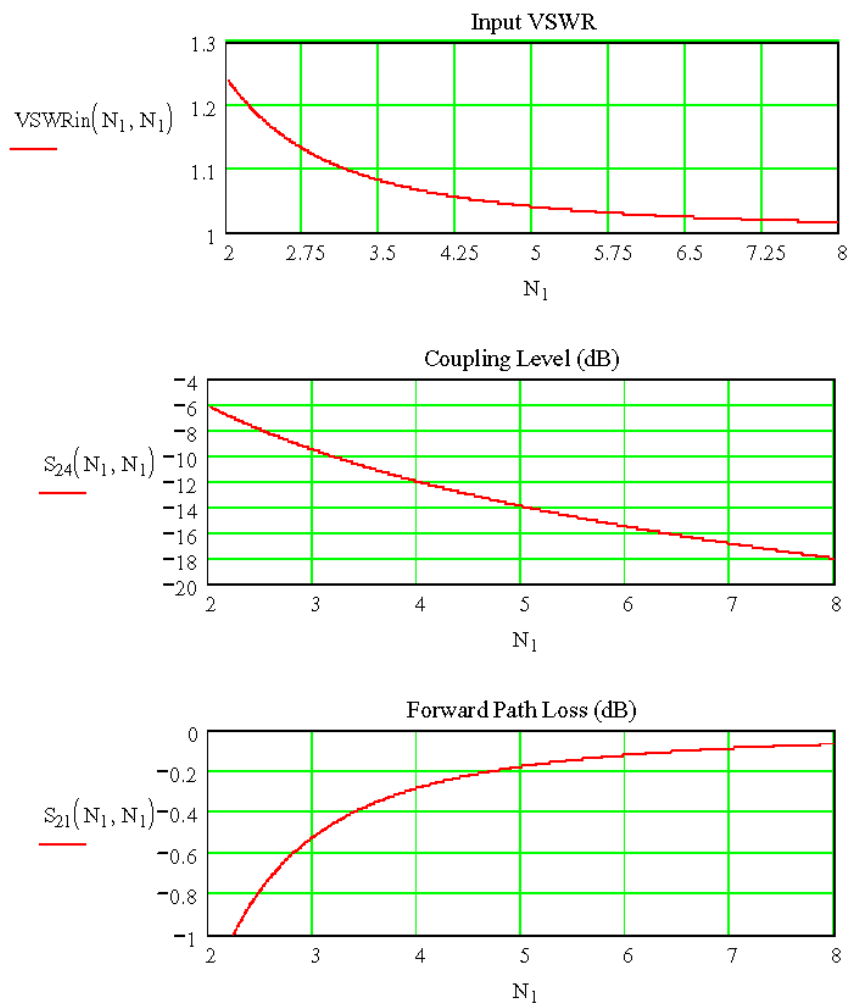 Input VSWR
VSWRin(N₁, N₁)
1.3
1.2
1.1
1
2 2.75 3.5 4.25 5 5.75 6.5 7.25 8
N₁
Coupling Level (dB)
S₂₄(N₁, N₁)
−4
−6
−8
−10
−12
−14
−16
−18
−20
2 3 4 5 6 7 8
N₁
Forward Path Loss (dB)
S₂₁(N₁, N₁)
0
−0.2
−0.4
−0.6
−0.8
−1
2 3 4 5 6 7 8
N₁